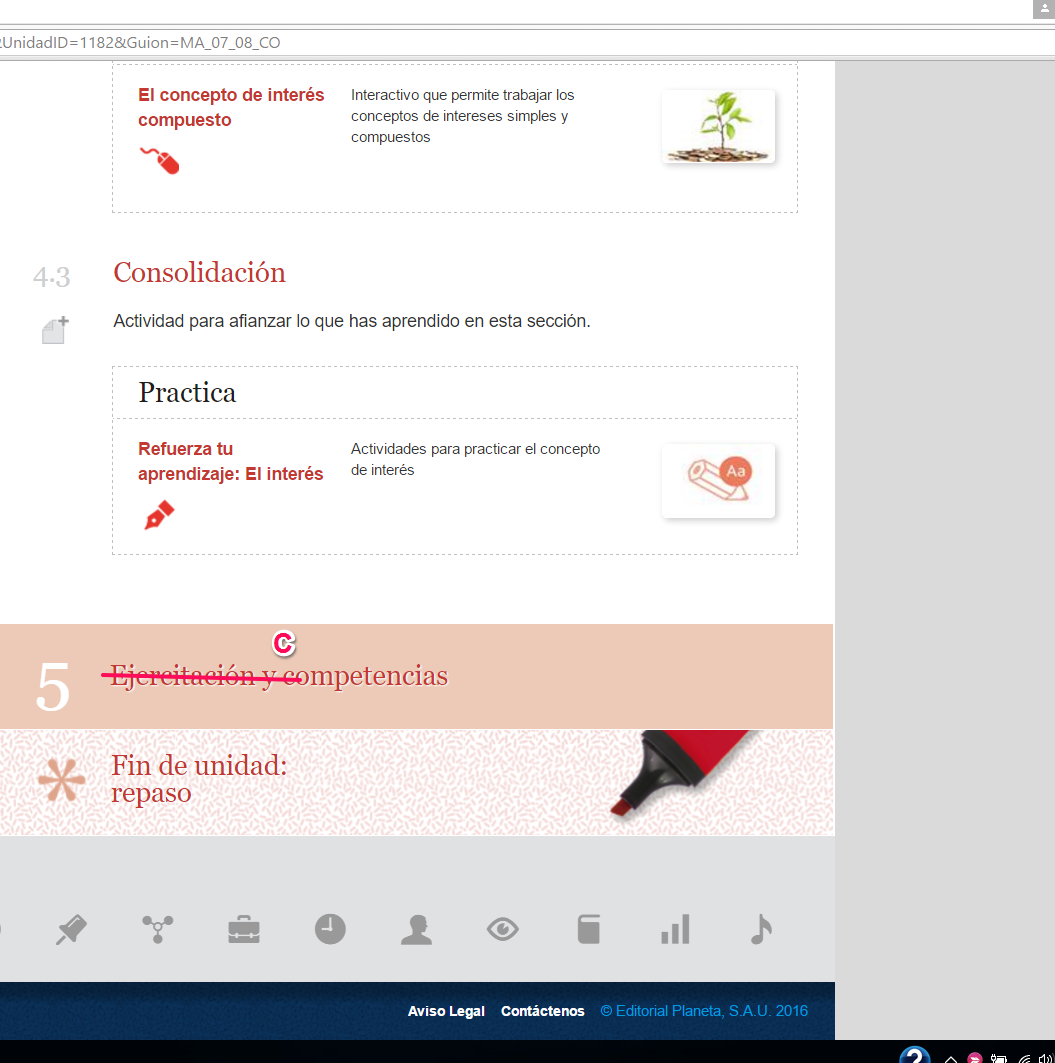 &UnidadID=1182&Guion=MA_07_08_CO
El concepto de interés
compuesto
Interactivo que permite trabajar los
conceptos de intereses simples y
compuestos
4.3 Consolidación
Actividad para afianzar lo que has aprendido en esta sección.
Practica
Refuerza tu
aprendizaje: El interés
Actividades para practicar el concepto
de interés
Aa
C
5 Ejercitación y competencias
Fin de unidad:
repaso
Aviso Legal Contáctenos © Editorial Planeta, S.A.U. 2016
?